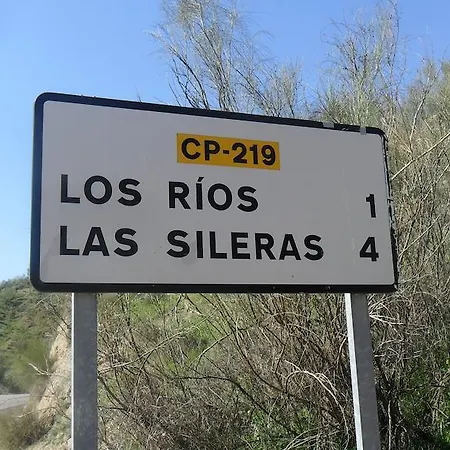 CP-219
LOS RÍOS 1
LAS SILERAS 4